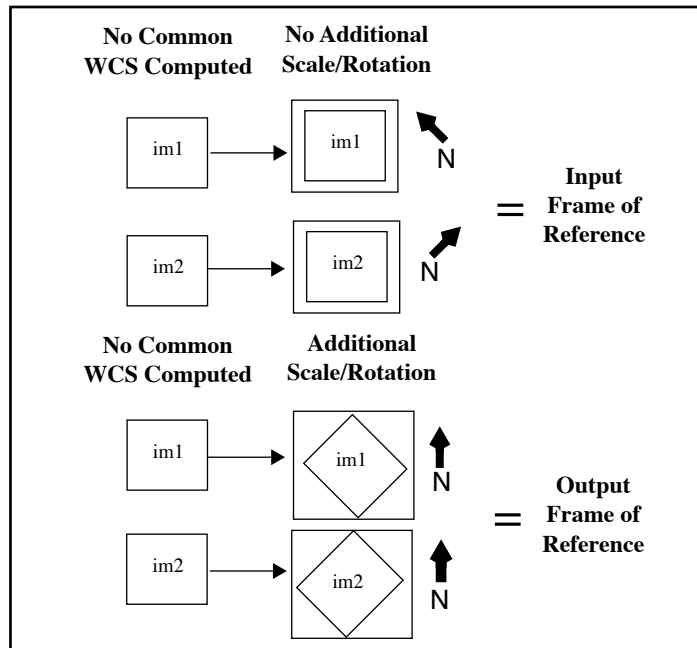 No Common
WCS Computed
No Additional
Scale/Rotation
im1
im1
N
im2
im2
N
=
Input
Frame of
Reference
No Common
WCS Computed
Additional
Scale/Rotation
im1
im1
N
im2
im2
N
=
Output
Frame of
Reference